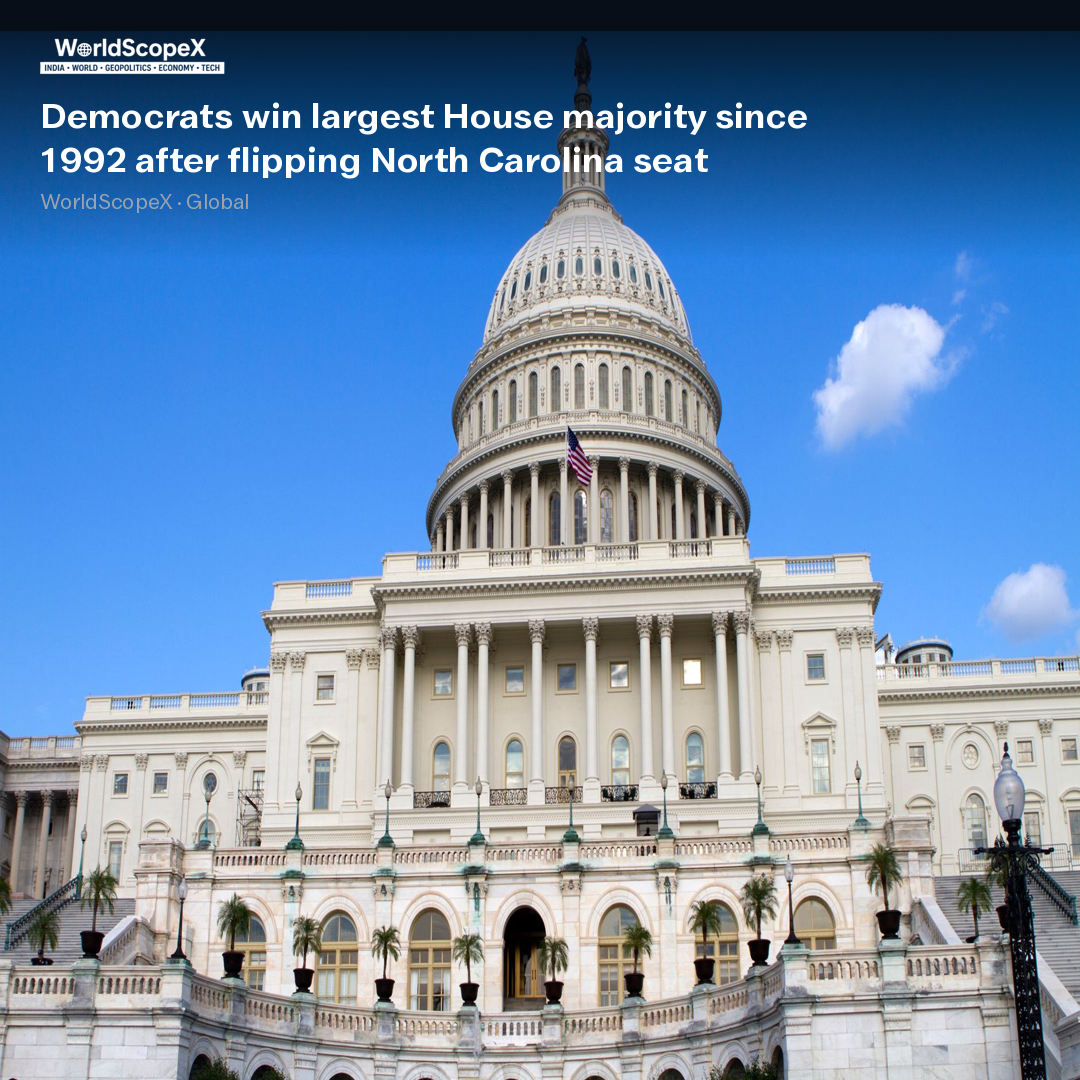 WorldScopeX
INDIA • WORLD • GEOPOLITICS • ECONOMY • TECH
Democrats win largest House majority since
1992 after flipping North Carolina seat
WorldScopeX · Global